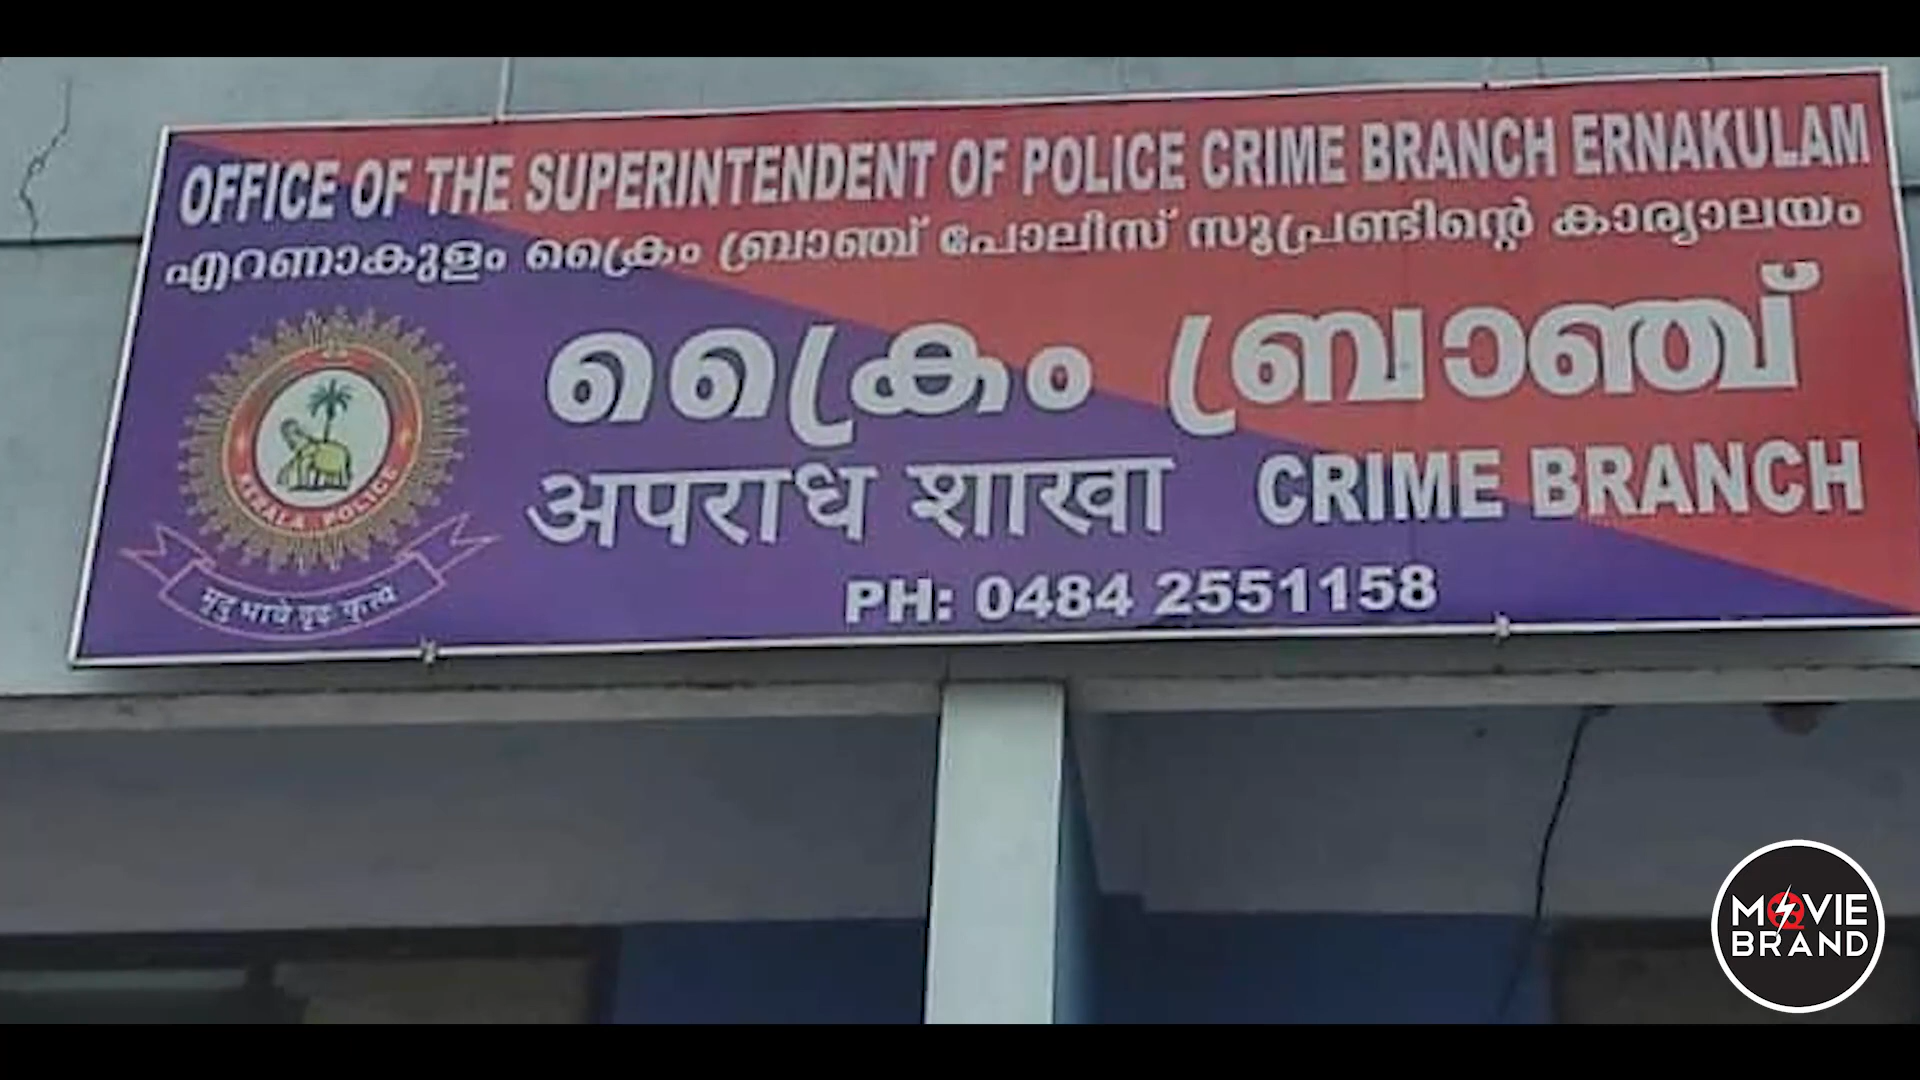 OFFICE OF THE SUPERINTENDENT OF POLICE CRIME BRANCH ERNAKULAM
എറണാകുളം ക്രൈം ബ്രാഞ്ച് പോലിസ് സൂപ്രണ്ടിന്റെ കാര്യാലയം
ക്രൈം ബ്രാഞ്ച്
अपराध शाखा CRIME BRANCH
PH: 0484 2551158
KERALA POLICE
मृदु भावे दृढ कृत्य
MOVIE
BRAND